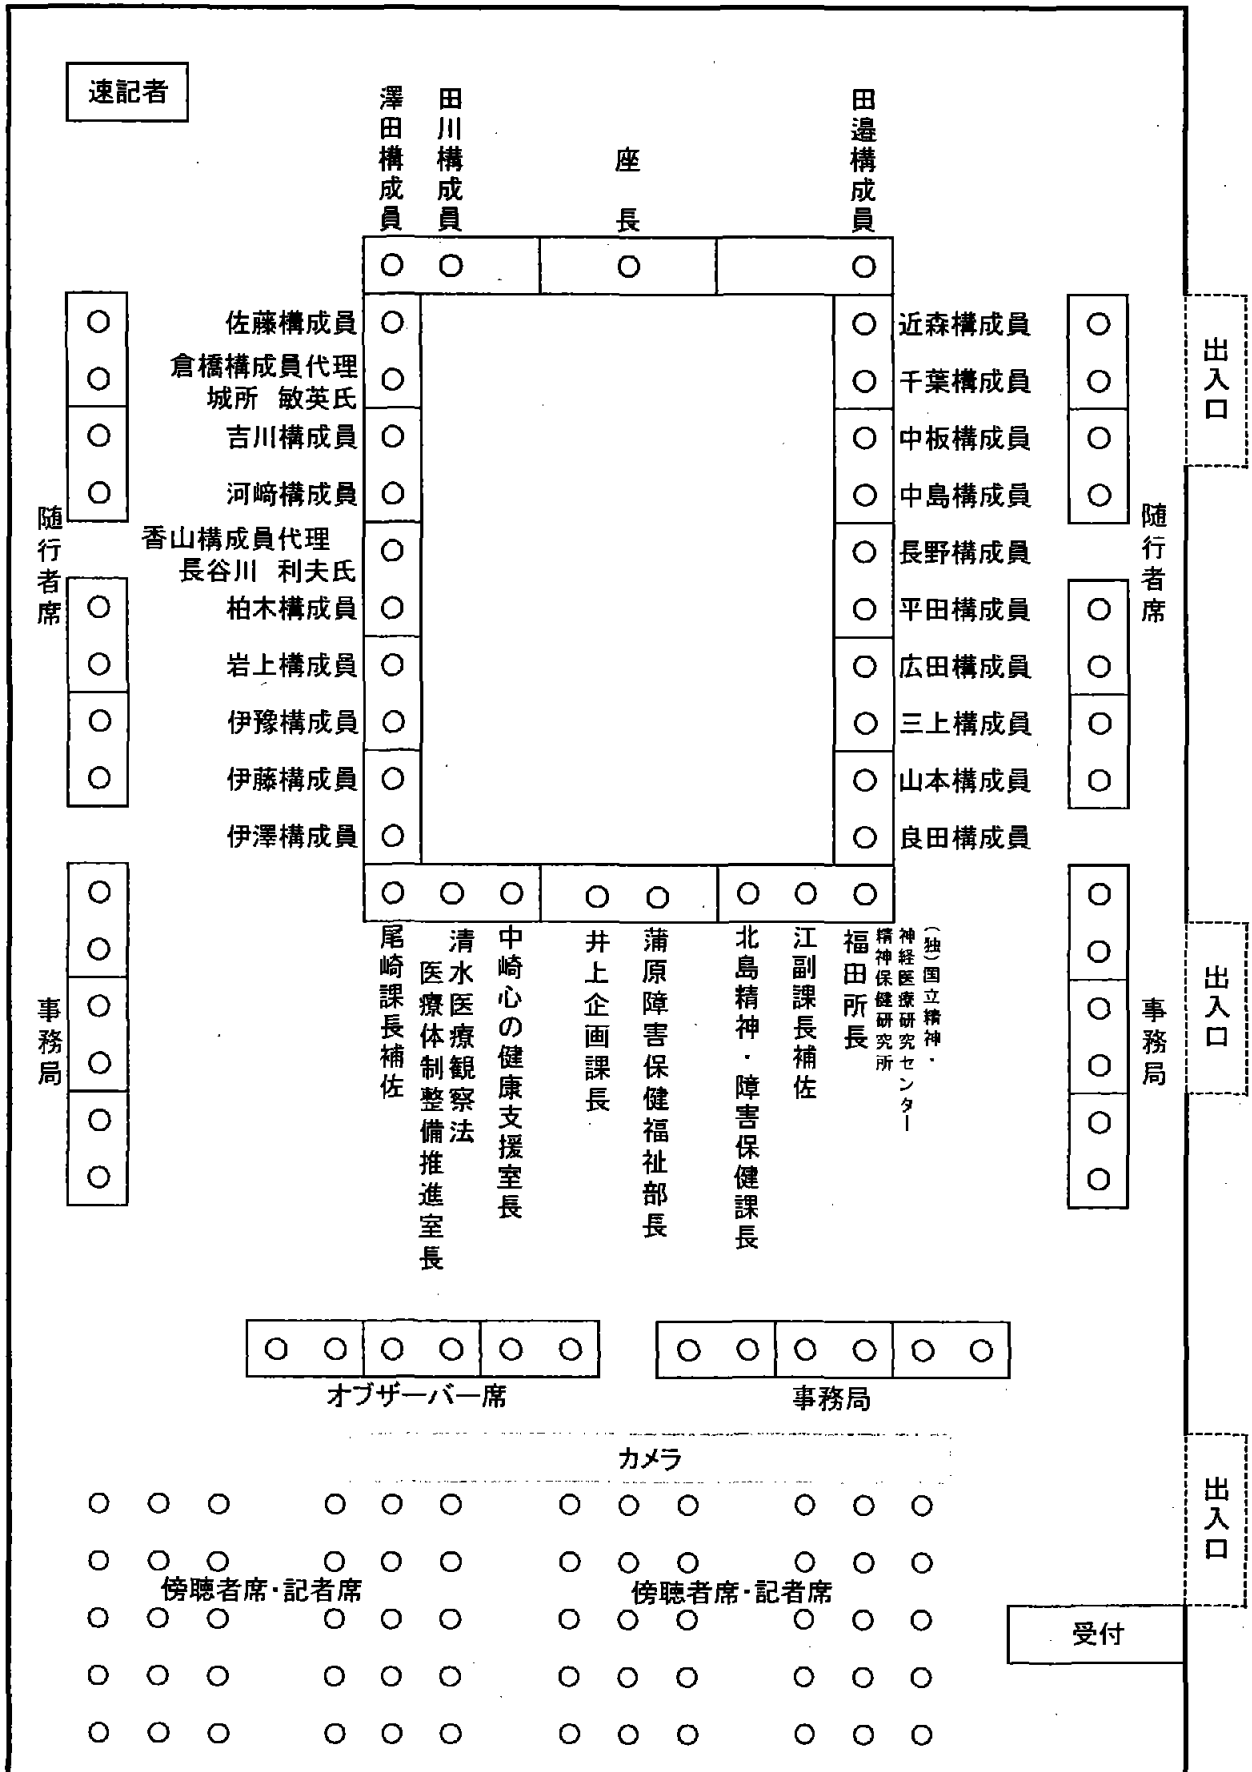 速記者
澤田構成員
田川構成員
座長
田邉構成員
佐藤構成員
倉橋構成員代理
城所 敏英氏
吉川構成員
河﨑構成員
香山構成員代理
長谷川 利夫氏
柏木構成員
岩上構成員
伊豫構成員
伊藤構成員
伊澤構成員
近森構成員
千葉構成員
中板構成員
中島構成員
長野構成員
平田構成員
広田構成員
三上構成員
山本構成員
良田構成員
随行者席
随行者席
出入口
事務局
尾崎課長補佐
清水医療観察法
医療体制整備推進室長
中崎心の健康支援室長
井上企画課長
蒲原障害保健福祉部長
北島精神・障害保健課長
江副課長補佐
福田所長
(独)国立精神・
神経医療研究センター
精神保健研究所
事務局
出入口
オブザーバー席
事務局
カメラ
傍聴者席・記者席
傍聴者席・記者席
出入口
受付